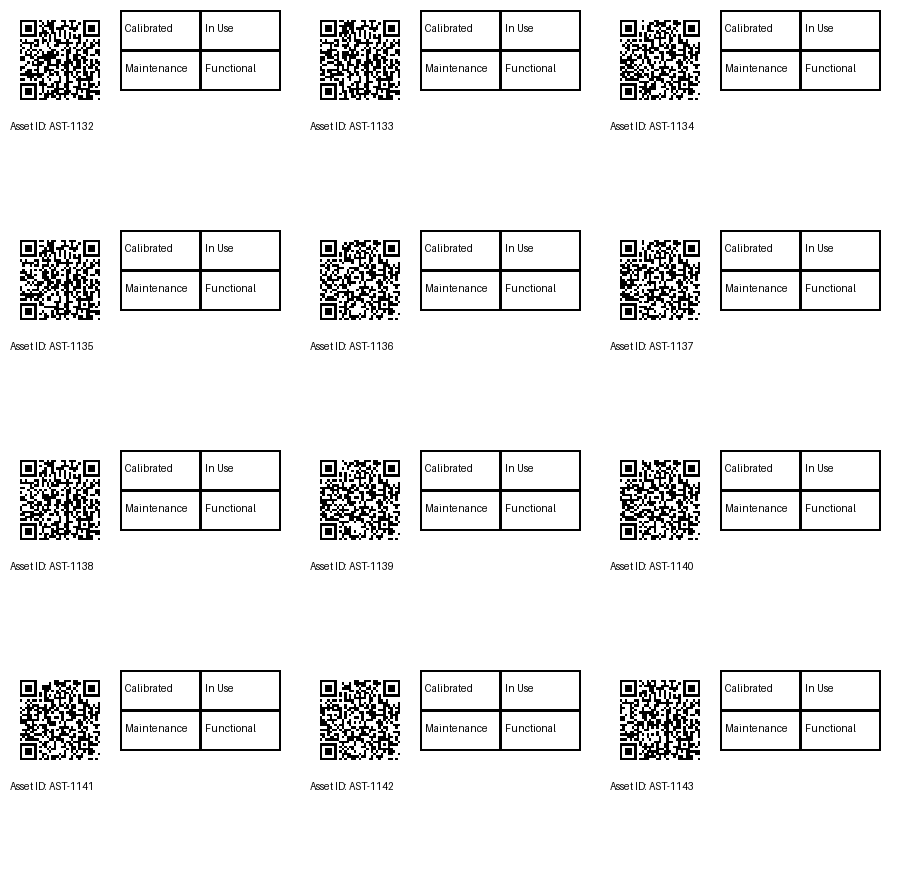 Calibrated In Use Calibrated In Use Calibrated In Use
Maintenance Functional Maintenance Functional Maintenance Functional
Asset ID: AST-1132 Asset ID: AST-1133 Asset ID: AST-1134
Calibrated In Use Calibrated In Use Calibrated In Use
Maintenance Functional Maintenance Functional Maintenance Functional
Asset ID: AST-1135 Asset ID: AST-1136 Asset ID: AST-1137
Calibrated In Use Calibrated In Use Calibrated In Use
Maintenance Functional Maintenance Functional Maintenance Functional
Asset ID: AST-1138 Asset ID: AST-1139 Asset ID: AST-1140
Calibrated In Use Calibrated In Use Calibrated In Use
Maintenance Functional Maintenance Functional Maintenance Functional
Asset ID: AST-1141 Asset ID: AST-1142 Asset ID: AST-1143